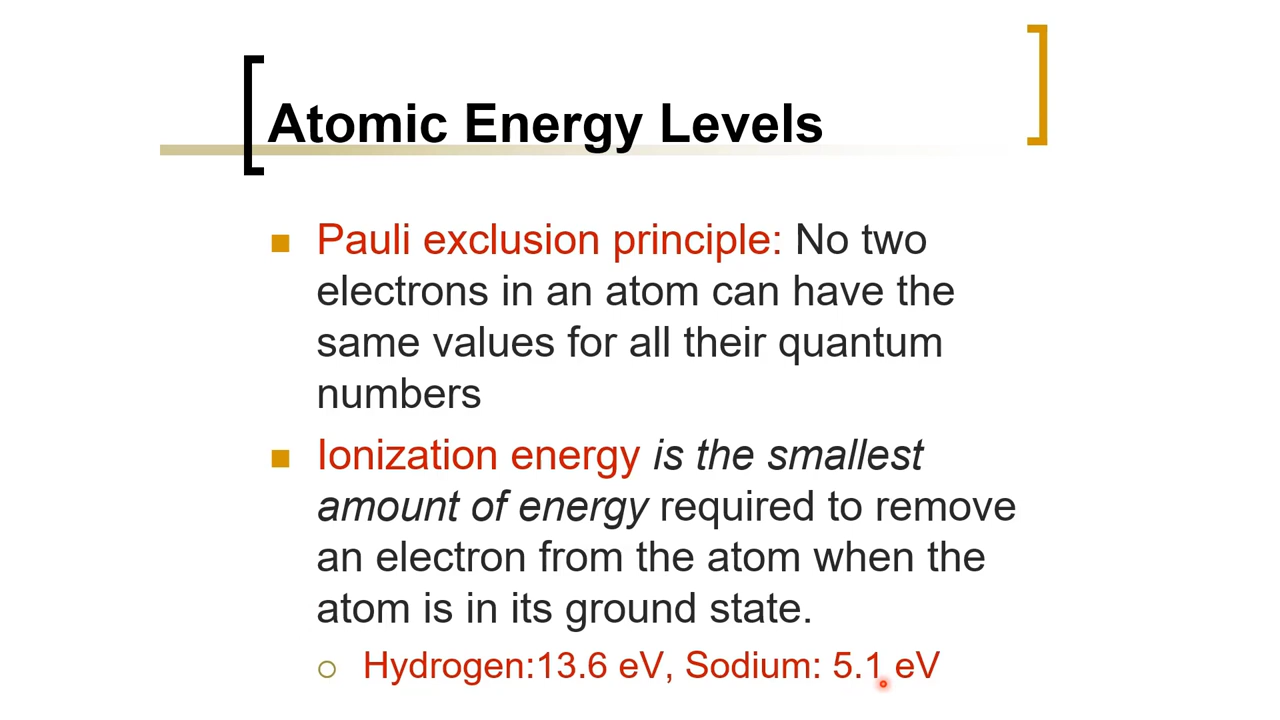 Atomic Energy Levels
Pauli exclusion principle: No two
electrons in an atom can have the
same values for all their quantum
numbers
Ionization energy is the smallest
amount of energy required to remove
an electron from the atom when the
atom is in its ground state.
Hydrogen:13.6 eV, Sodium: 5.1 eV